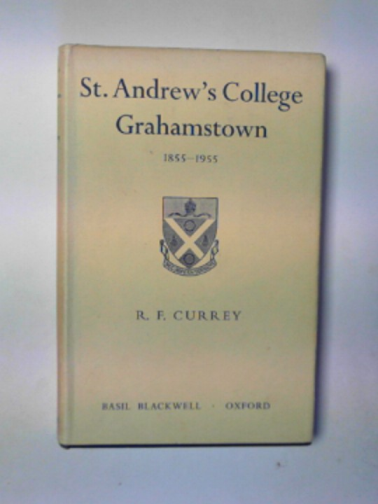 St. Andrew's College
Grahamstown
1855-1955
R. F. CURREY
BASIL BLACKWELL · OXFORD